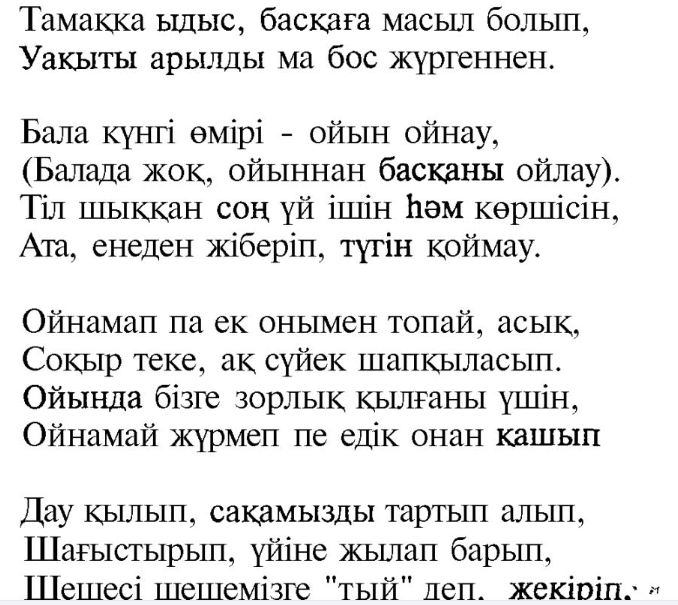 Тамаққа ыдыс, басқаға масыл болып,
Уақыты арылды ма бос жүргеннен.
Бала күнгі өмірі - ойын ойнау,
(Балада жоқ, ойыннан басқаны ойлау).
Тіл шыққан соң үй ішін һәм көршісін,
Ата, енеден жіберіп, түгін қоймау.
Ойнамап па ек онымен топай, асық,
Соқыр теке, ақ сүйек шапқыласып.
Ойында бізге зорлық қылғаны үшін,
Ойнамай жүрмеп пе едік онан қашып
Дау қылып, сақамызды тартып алып,
Шағыстырып, үйіне жылап барып,
Шешесі шешемізге "тый" деп, жекіріп,